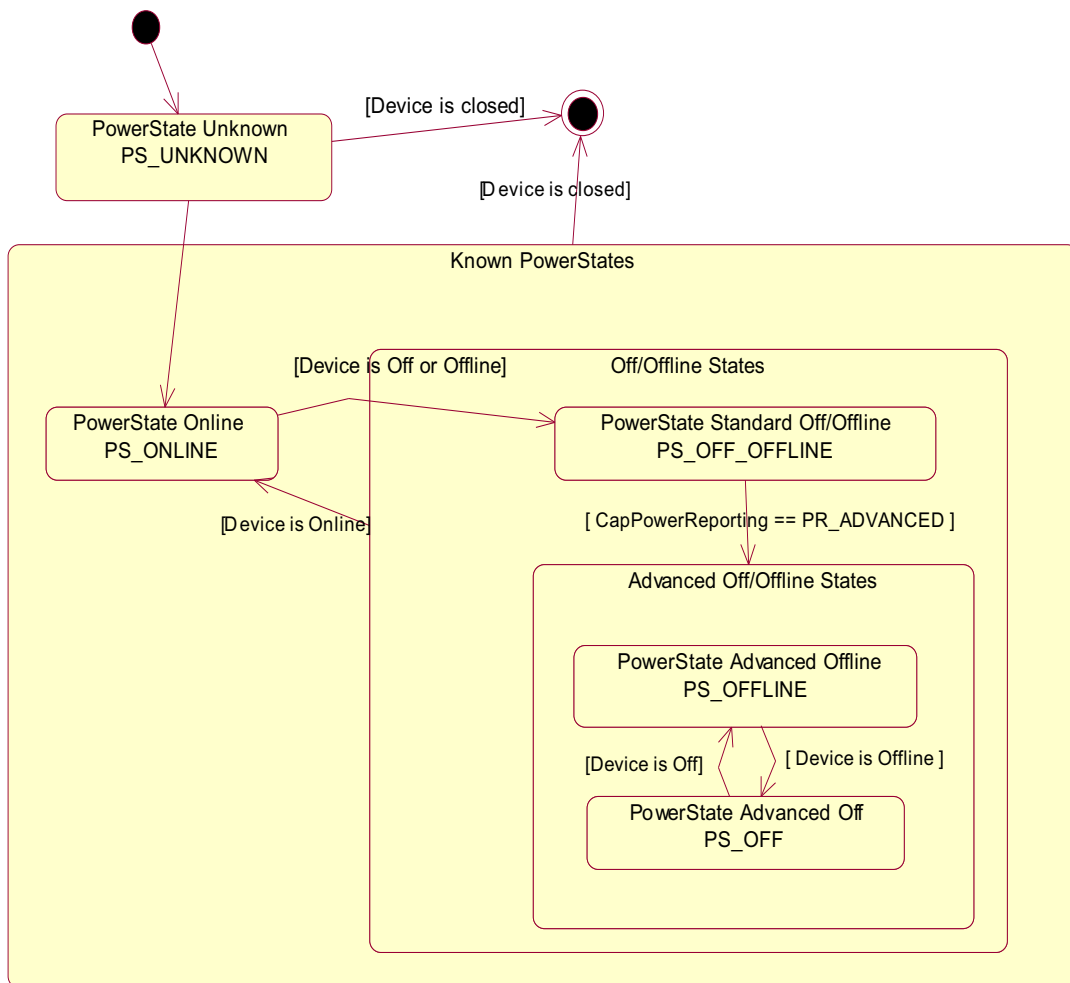 [Device is closed]
PowerState Unknown
PS_UNKNOWN
[Device is closed]
Known PowerStates
[Device is Off or Offline]
Off/Offline States
PowerState Online
PS_ONLINE
PowerState Standard Off/Offline
PS_OFF_OFFLINE
[Device is Online]
[ CapPowerReporting == PR_ADVANCED ]
Advanced Off/Offline States
PowerState Advanced Offline
PS_OFFLINE
[Device is Off]
[ Device is Offline ]
PowerState Advanced Off
PS_OFF